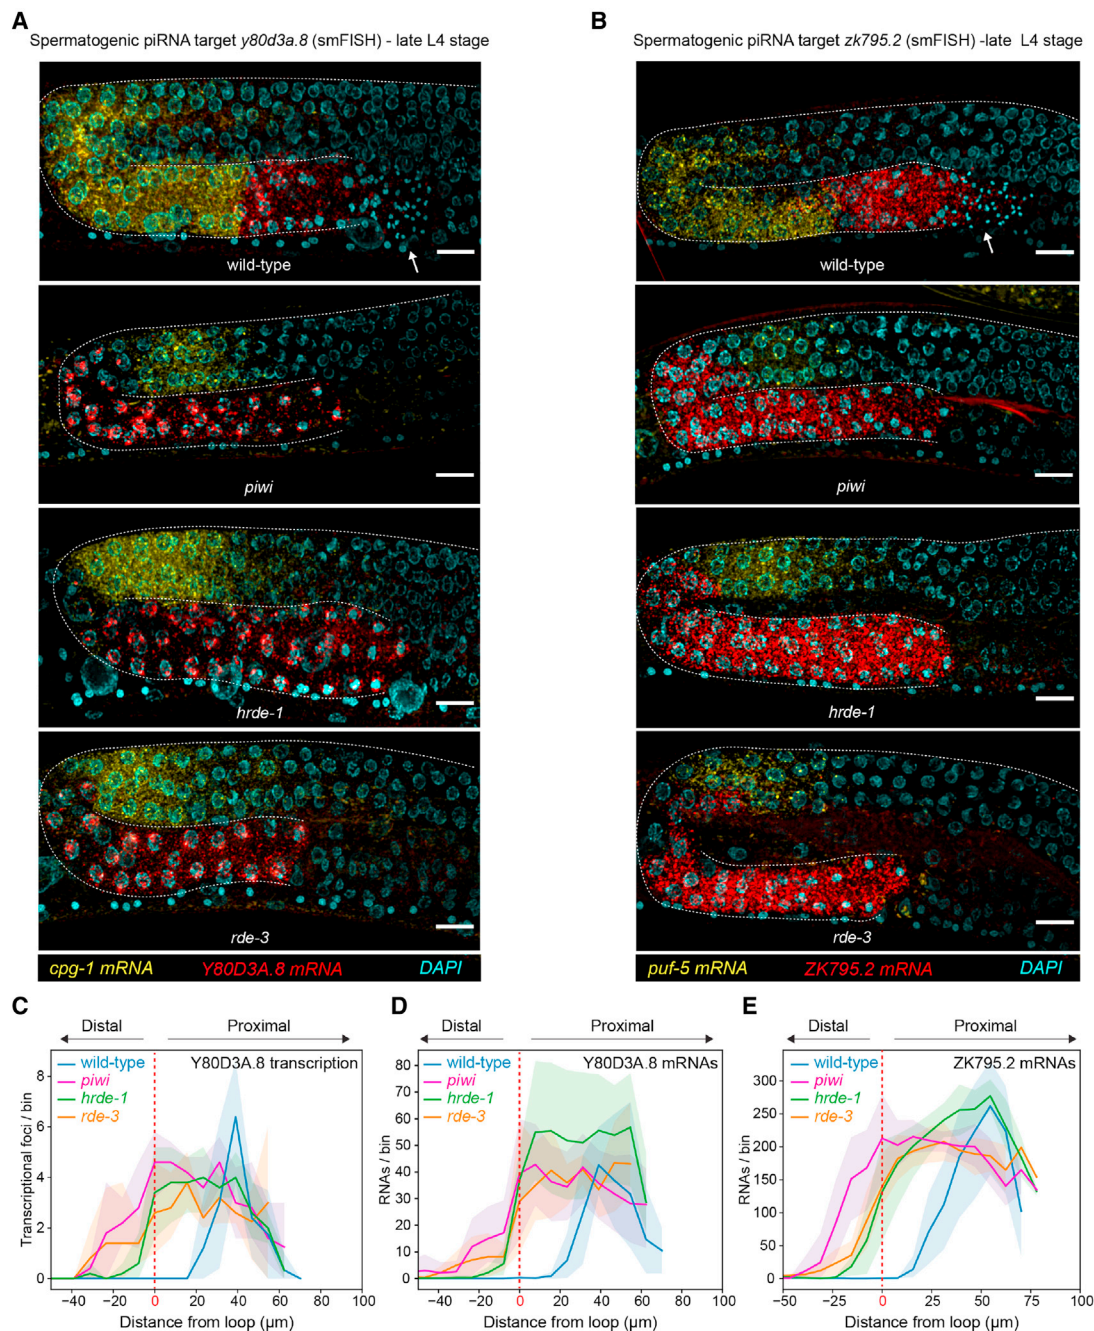 A
Spermatogenic piRNA target y80d3a.8 (smFISH) - late L4 stage
wild-type
piwi
hrde-1
rde-3
cpg-1 mRNA Y80D3A.8 mRNA DAPI
B
Spermatogenic piRNA target zk795.2 (smFISH) -late L4 stage
wild-type
piwi
hrde-1
rde-3
puf-5 mRNA ZK795.2 mRNA DAPI
C
Distal Proximal
Y80D3A.8 transcription
wild-type
piwi
hrde-1
rde-3
Transcriptional foci / bin
8
6
4
2
0
−40 −20 0 20 40 60 80 100
Distance from loop (μm)
D
Distal Proximal
Y80D3A.8 mRNAs
wild-type
piwi
hrde-1
rde-3
RNAs / bin
80
70
60
50
40
30
20
10
0
−40 −20 0 20 40 60 80 100
Distance from loop (μm)
E
Distal Proximal
ZK795.2 mRNAs
wild-type
piwi
hrde-1
rde-3
RNAs / bin
300
250
200
150
100
50
0
−50 −25 0 25 50 75 100
Distance from loop (μm)